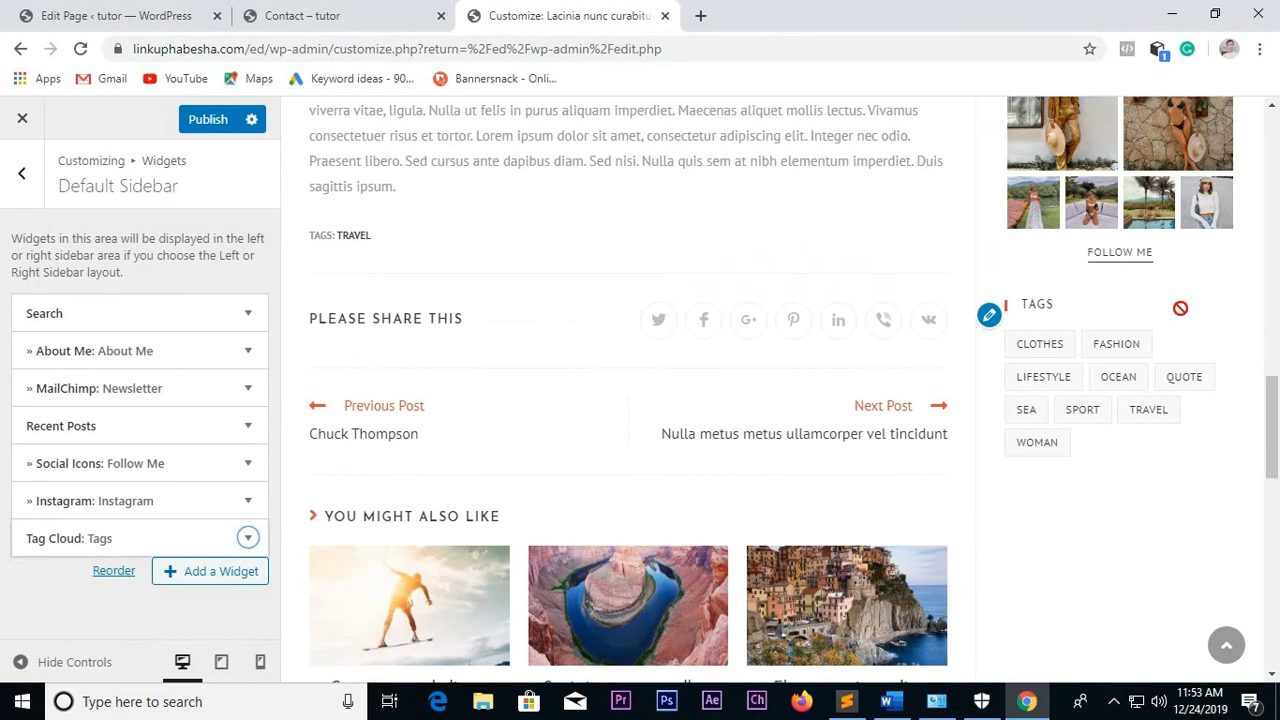 Edit Page ‹ tutor — WordPress
Contact – tutor
Customize: Lacinia nunc curabitu
linkuphabesha.com/ed/wp-admin/customize.php?return=%2Fed%2Fwp-admin%2Fedit.php
1
Apps
Gmail
YouTube
Maps
Keyword ideas - 90...
Bannersnack - Onli...
Publish
Customizing ▸ Widgets
Default Sidebar
Widgets in this area will be displayed in the left
or right sidebar area if you choose the Left or
Right Sidebar layout.
Search
» About Me: About Me
» MailChimp: Newsletter
Recent Posts
» Social Icons: Follow Me
» Instagram: Instagram
Tag Cloud: Tags
Reorder
Add a Widget
Hide Controls
viverra vitae, ligula. Nulla ut felis in purus aliquam imperdiet. Maecenas aliquet mollis lectus. Vivamus
consectetuer risus et tortor. Lorem ipsum dolor sit amet, consectetur adipiscing elit. Integer nec odio.
Praesent libero. Sed cursus ante dapibus diam. Sed nisi. Nulla quis sem at nibh elementum imperdiet. Duis
sagittis ipsum.
TAGS: TRAVEL
PLEASE SHARE THIS
Previous Post
Chuck Thompson
Next Post
Nulla metus metus ullamcorper vel tincidunt
YOU MIGHT ALSO LIKE
FOLLOW ME
TAGS
CLOTHES
FASHION
LIFESTYLE
OCEAN
QUOTE
SEA
SPORT
TRAVEL
WOMAN
Type here to search
11:53 AM
12/24/2019
7